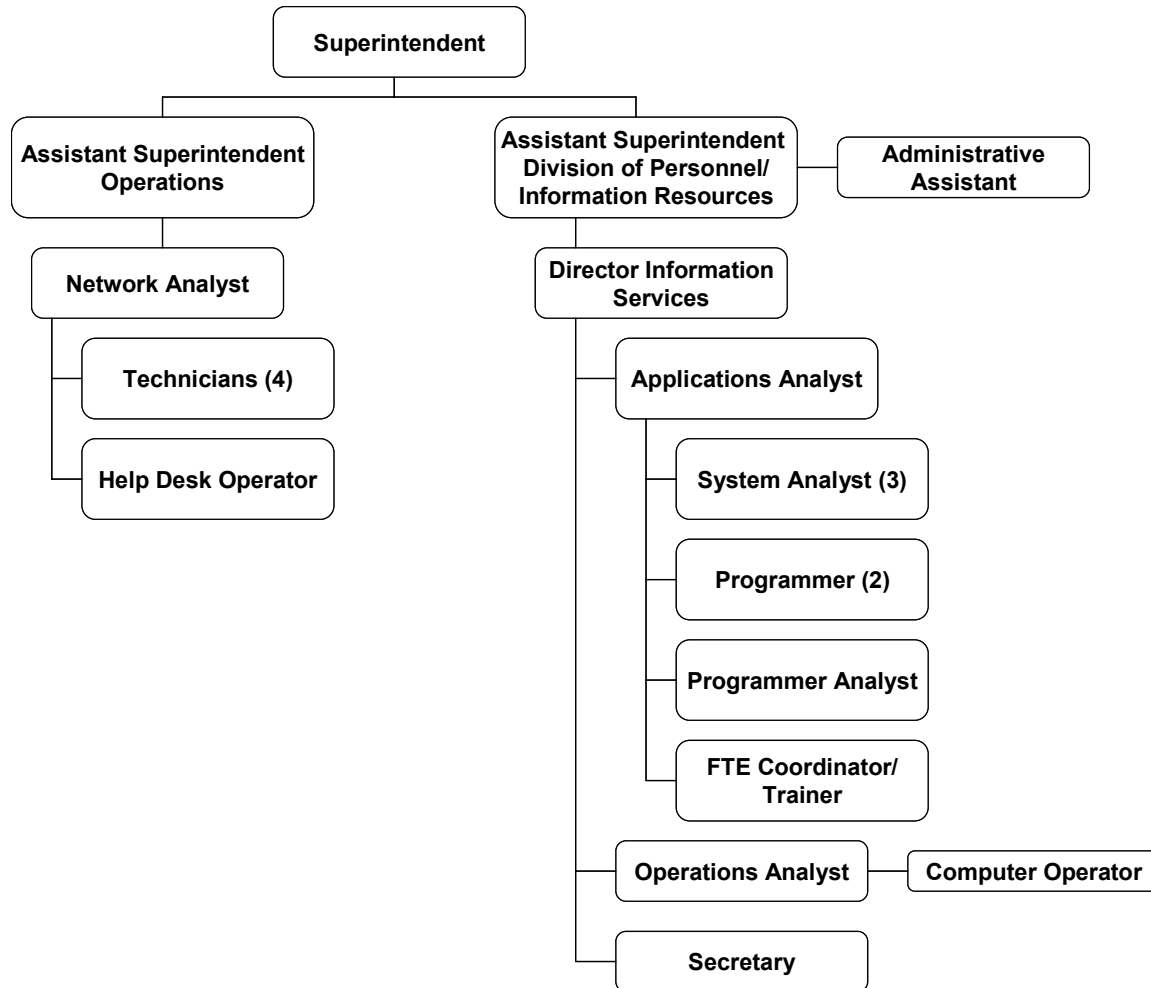 Superintendent
Assistant Superintendent
Operations
Assistant Superintendent
Division of Personnel/
Information Resources
Administrative
Assistant
Network Analyst
Director Information
Services
Technicians (4)
Applications Analyst
Help Desk Operator
System Analyst (3)
Programmer (2)
Programmer Analyst
FTE Coordinator/
Trainer
Operations Analyst
Computer Operator
Secretary